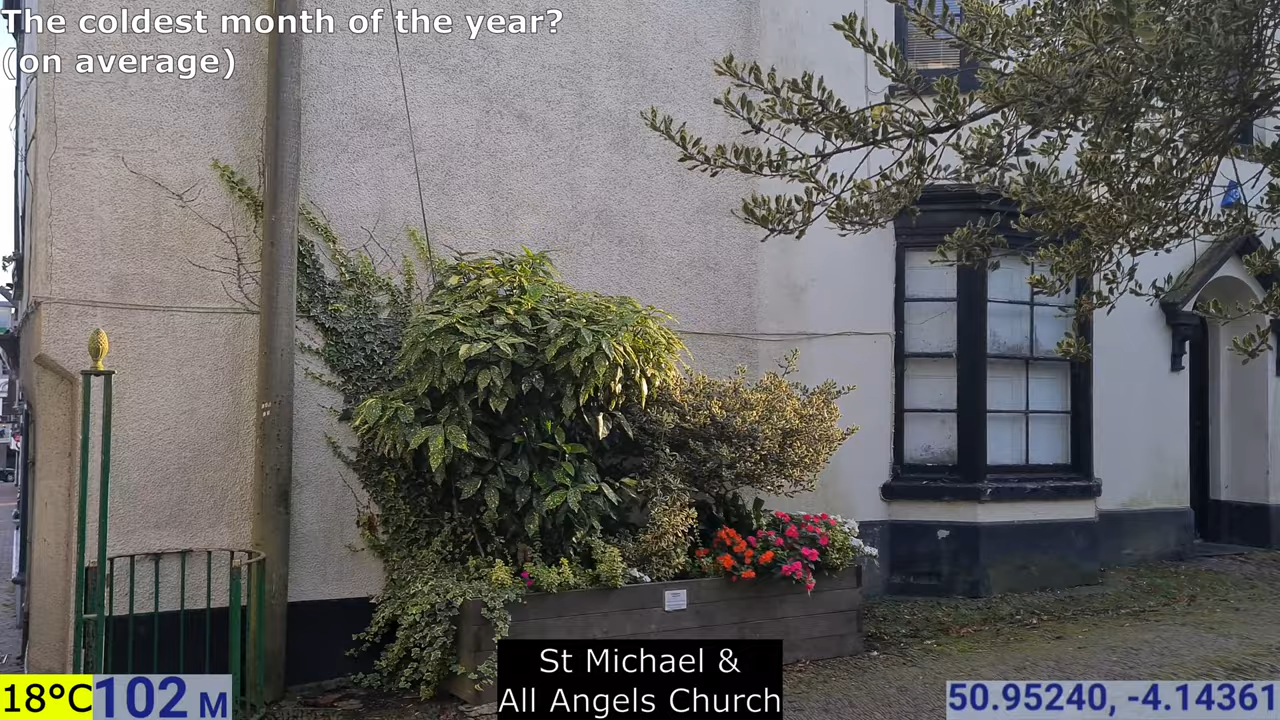 The coldest month of the year?
(on average)
St Michael &
All Angels Church
18°C 102 M
50.95240, -4.14361